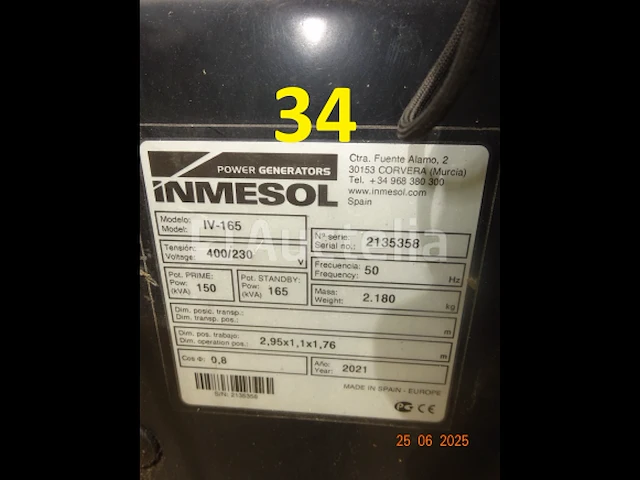 34
POWER GENERATORS
INMESOL
Ctra. Fuente Alamo, 2
30153 CORVERA (Murcia)
Tel. +34 968 380 300
www.inmesol.com
Spain
Modelo:
Model: IV-165
Nº serie:
Serial no.: 2135358
Tensión:
Voltage: 400/230 V
Frecuencia:
Frequency: 50 Hz
Pot. PRIME:
Pow: (kVA) 150
Pot. STANDBY:
Pow: (kVA) 165
Masa:
Weight: 2.180 kg
Dim. posic. transp.:
Dim. transp. pos.: m
Dim. pos. trabajo:
Dim. operation pos.: 2,95x1,1x1,76 m
Cos Φ: 0,8
Año:
Year: 2021
S/N: 2135358
MADE IN SPAIN - EUROPE
CE
Auctelia
25 06 2025